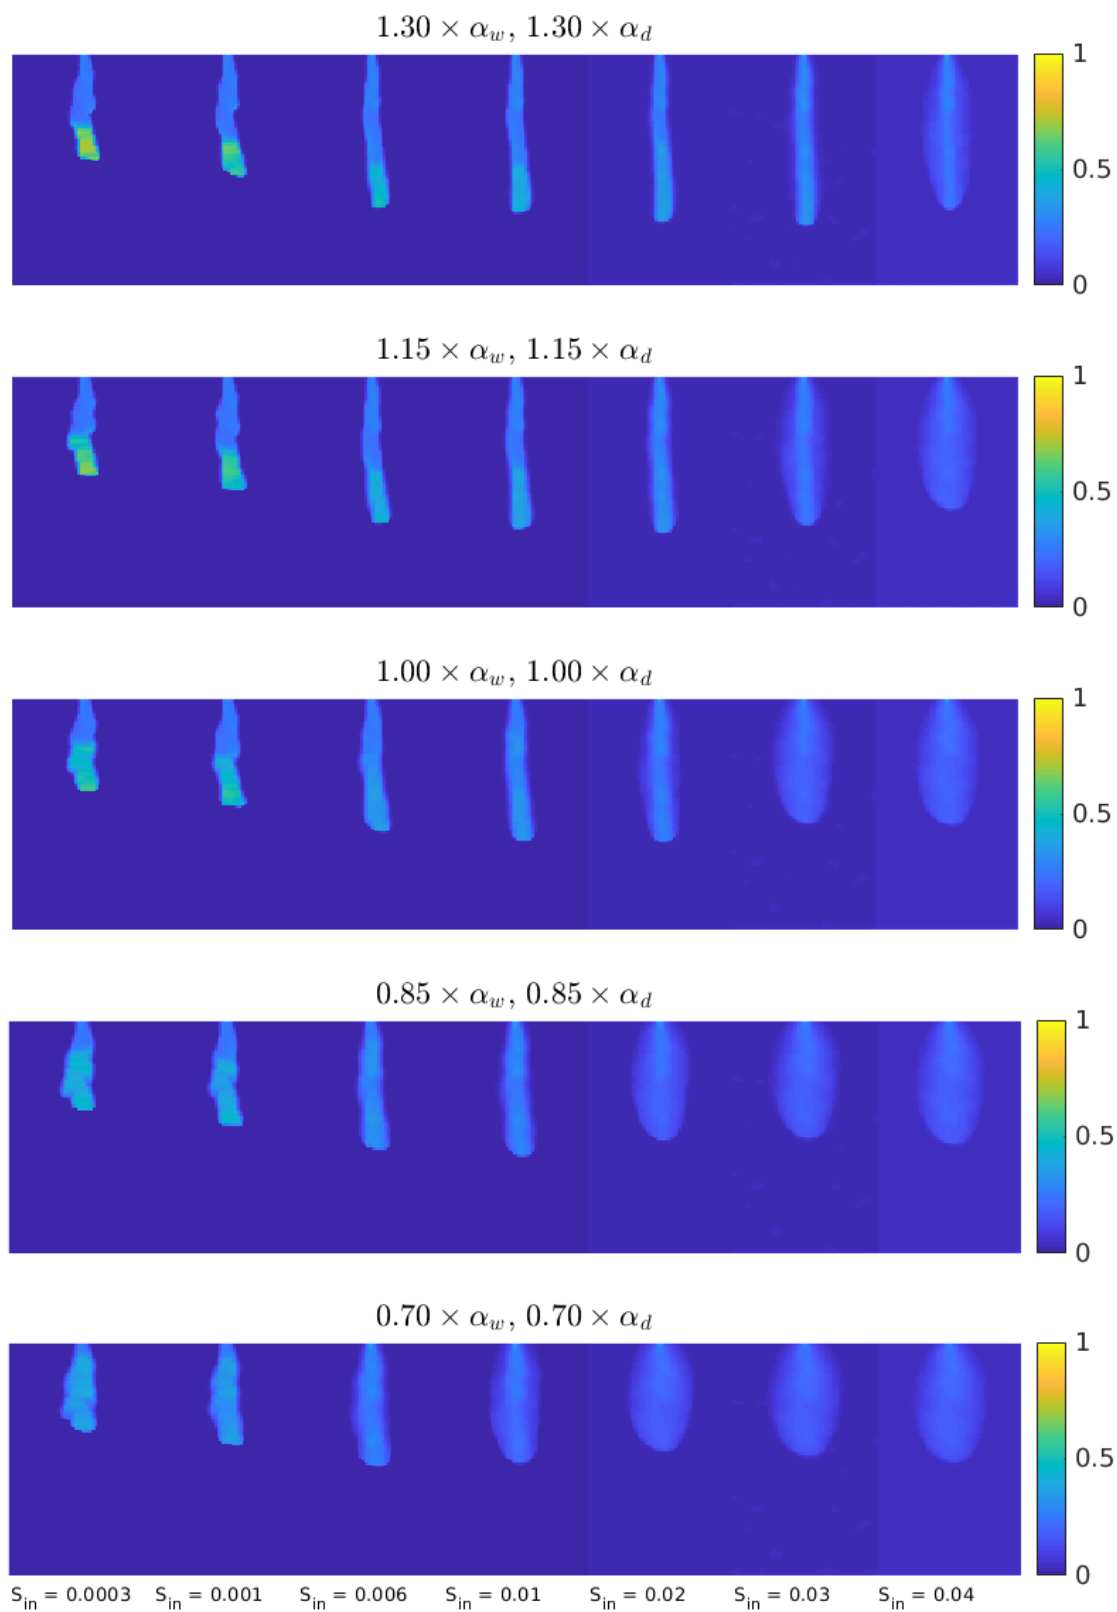 1.30 × α_w, 1.30 × α_d
1
0.5
0
1.15 × α_w, 1.15 × α_d
1
0.5
0
1.00 × α_w, 1.00 × α_d
1
0.5
0
0.85 × α_w, 0.85 × α_d
1
0.5
0
0.70 × α_w, 0.70 × α_d
1
0.5
0
S_in = 0.0003 S_in = 0.001 S_in = 0.006 S_in = 0.01 S_in = 0.02 S_in = 0.03 S_in = 0.04